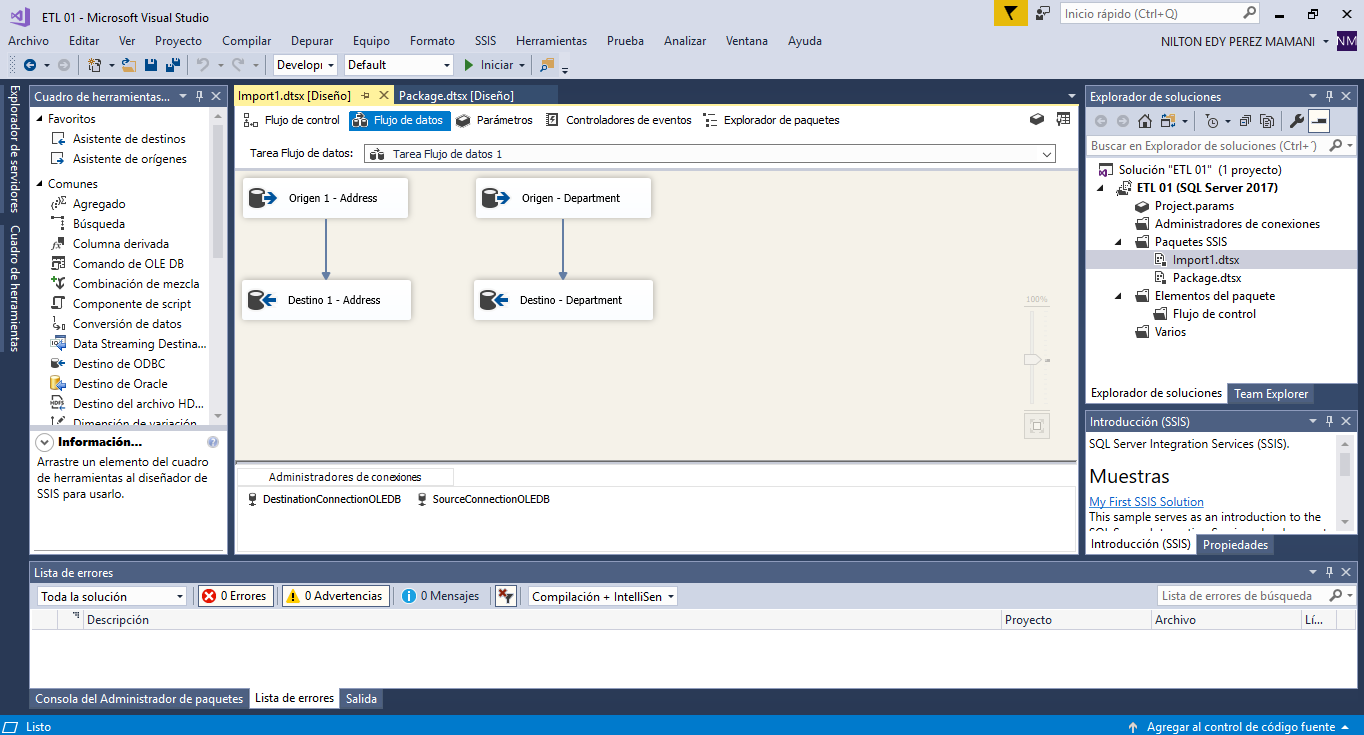 ETL 01 - Microsoft Visual Studio
Inicio rápido (Ctrl+Q)
Archivo Editar Ver Proyecto Compilar Depurar Equipo Formato SSIS Herramientas Prueba Analizar Ventana Ayuda
NILTON EDY PEREZ MAMANI NM
Developi Default Iniciar
Explorador de servidores
Cuadro de herramientas
Cuadro de herramientas...
Favoritos
Asistente de destinos
Asistente de orígenes
Comunes
Agregado
Búsqueda
Columna derivada
Comando de OLE DB
Combinación de mezcla
Componente de script
Conversión de datos
Data Streaming Destina...
Destino de ODBC
Destino de Oracle
Destino del archivo HD...
Dimensión de variación
Información...
Arrastre un elemento del cuadro
de herramientas al diseñador de
SSIS para usarlo.
Import1.dtsx [Diseño] Package.dtsx [Diseño]
Flujo de control Flujo de datos Parámetros Controladores de eventos Explorador de paquetes
Tarea Flujo de datos: Tarea Flujo de datos 1
Origen 1 - Address Origen - Department
Destino 1 - Address Destino - Department
100%
Administradores de conexiones
DestinationConnectionOLEDB SourceConnectionOLEDB
Explorador de soluciones
Buscar en Explorador de soluciones (Ctrl+´)
Solución "ETL 01" (1 proyecto)
ETL 01 (SQL Server 2017)
Project.params
Administradores de conexiones
Paquetes SSIS
Import1.dtsx
Package.dtsx
Elementos del paquete
Flujo de control
Varios
Explorador de soluciones Team Explorer
Introducción (SSIS)
SQL Server Integration Services (SSIS).
Muestras
My First SSIS Solution
This sample serves as an introduction to the
Introducción (SSIS) Propiedades
Lista de errores
Toda la solución 0 Errores 0 Advertencias 0 Mensajes Compilación + IntelliSen
Lista de errores de búsqueda
Descripción Proyecto Archivo Lí...
Consola del Administrador de paquetes Lista de errores Salida
Listo
Agregar al control de código fuente